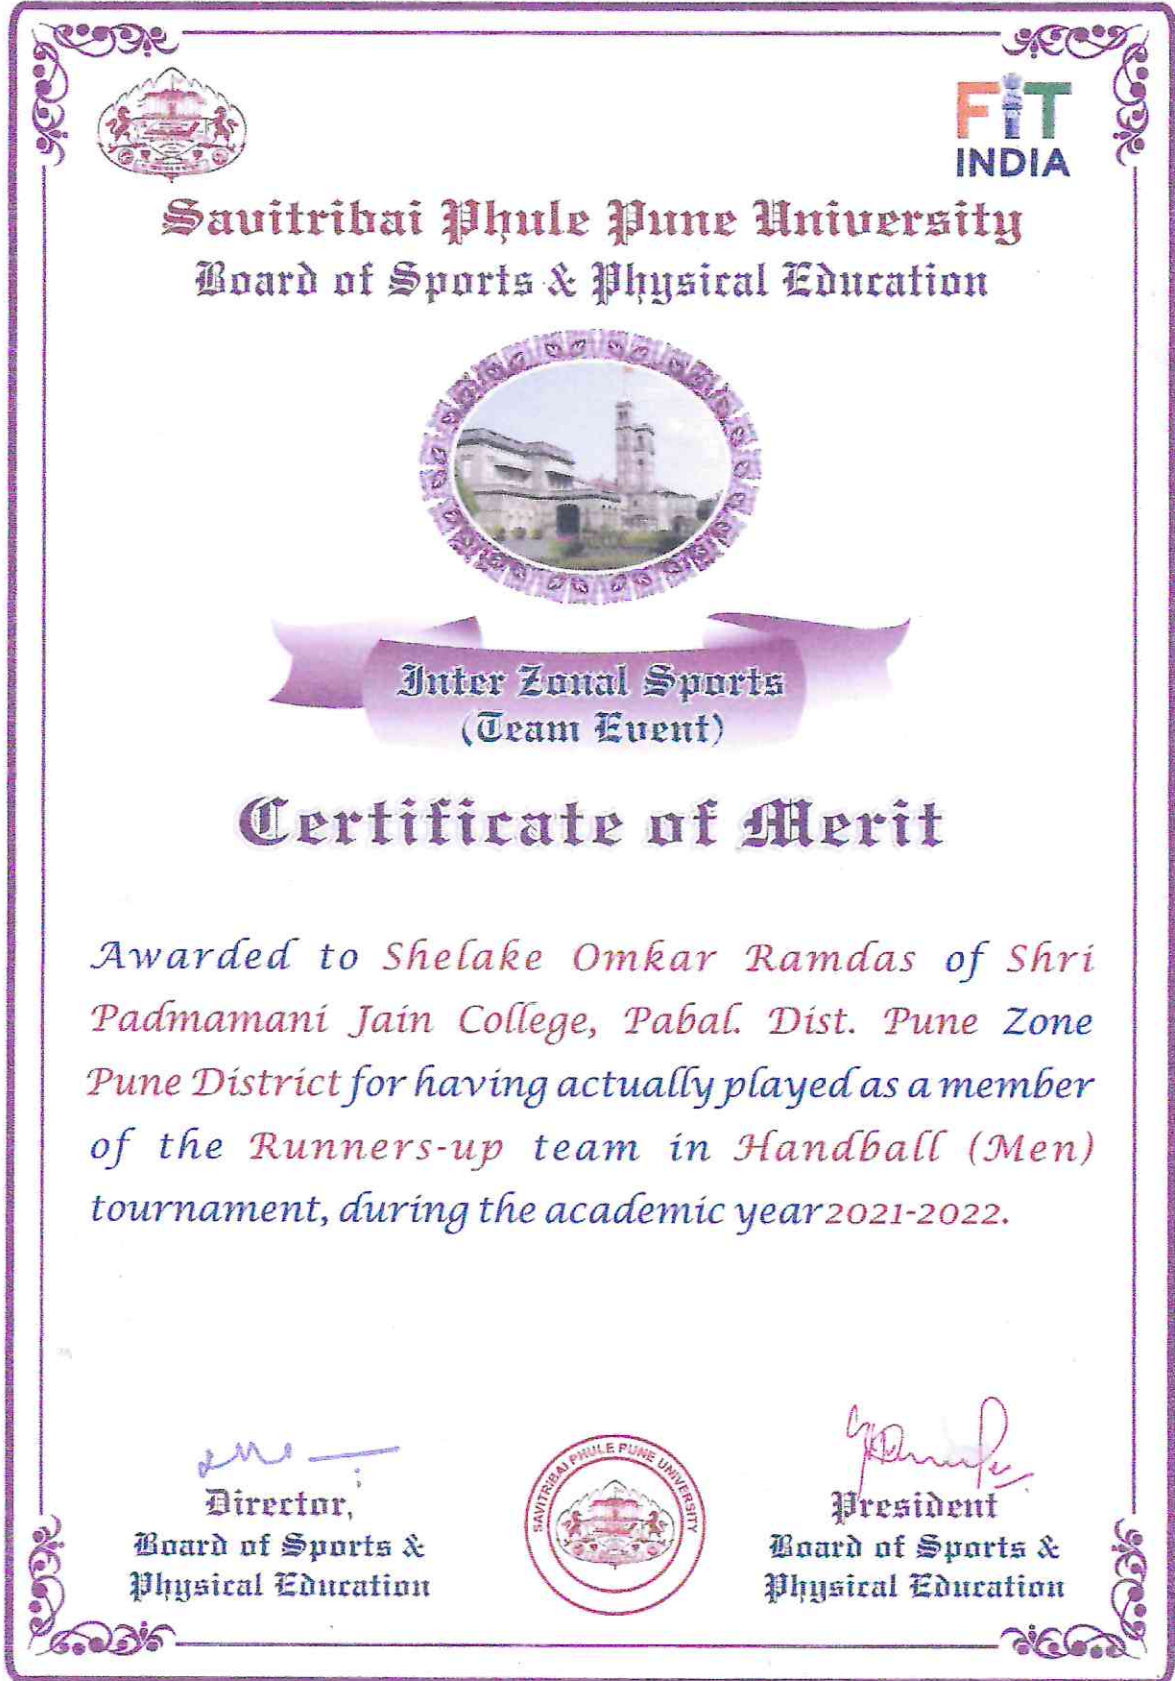 FiT
INDIA
Savitribai Phule Pune University
Board of Sports & Physical Education
Inter Zonal Sports
(Team Event)
Certificate of Merit
Awarded to Shelake Omkar Ramdas of Shri
Padmamani Jain College, Pabal. Dist. Pune Zone
Pune District for having actually played as a member
of the Runners-up team in Handball (Men)
tournament, during the academic year 2021-2022.
Director,
Board of Sports &
Physical Education
SAVITRIBAI PHULE PUNE UNIVERSITY
President
Board of Sports &
Physical Education